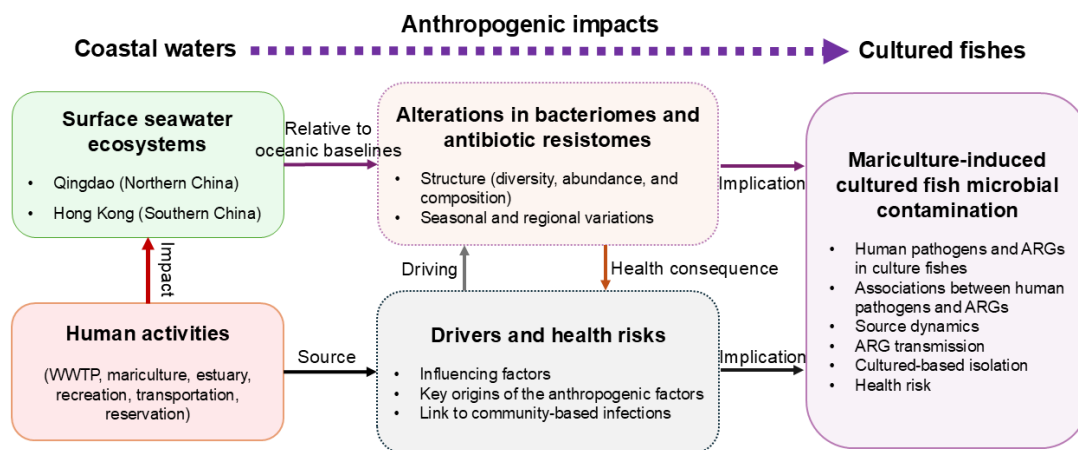 Anthropogenic impacts
Coastal waters
Cultured fishes
Surface seawater
ecosystems
• Qingdao (Northern China)
• Hong Kong (Southern China)
Relative to
oceanic baselines
Alterations in bacteriomes and
antibiotic resistomes
• Structure (diversity, abundance, and
composition)
• Seasonal and regional variations
Implication
Mariculture-induced
cultured fish microbial
contamination
• Human pathogens and ARGs
in culture fishes
• Associations between human
pathogens and ARGs
• Source dynamics
• ARG transmission
• Cultured-based isolation
• Health risk
Impact
Driving
Health consequence
Human activities
(WWTP, mariculture, estuary,
recreation, transportation,
reservation)
Source
Drivers and health risks
• Influencing factors
• Key origins of the anthropogenic factors
• Link to community-based infections
Implication